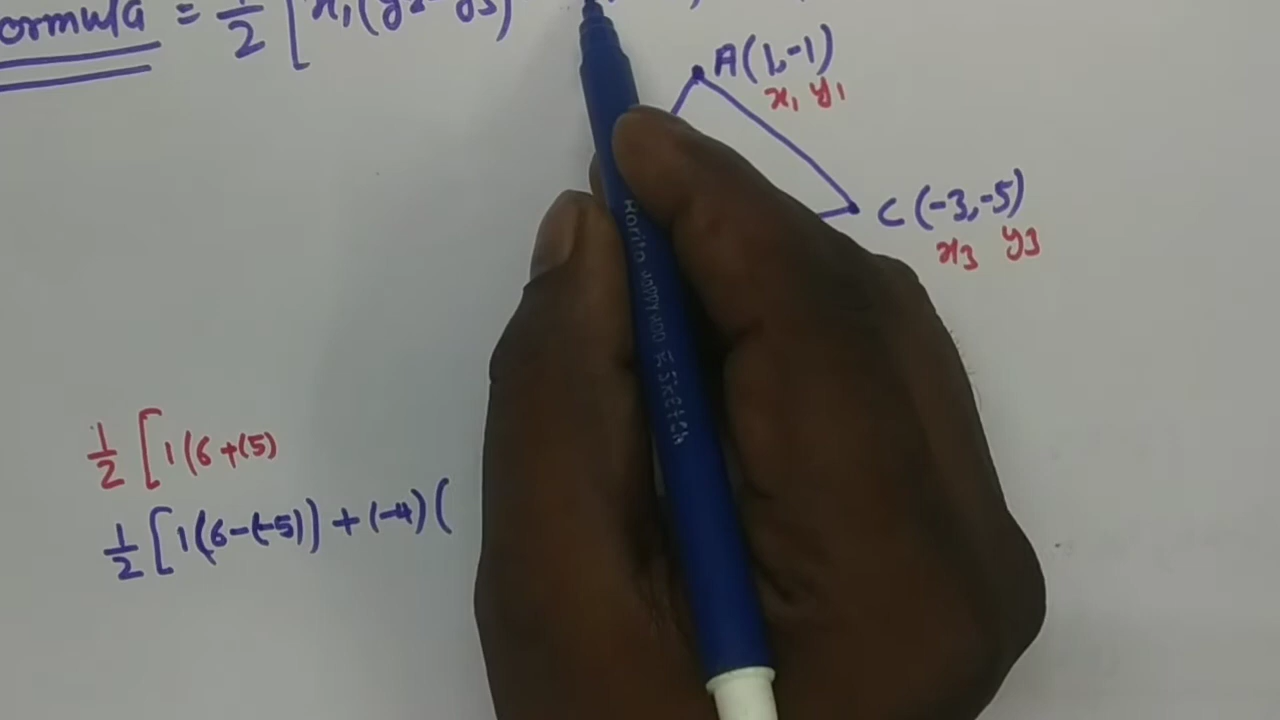 ormula = 1/2 [x₁(y₂-y₃)
A(1,-1)
x₁ y₁
C (-3,-5)
x₃ y₃
1/2 [1(6+(5)
1/2 [1(6-(-5)) + (-4)(